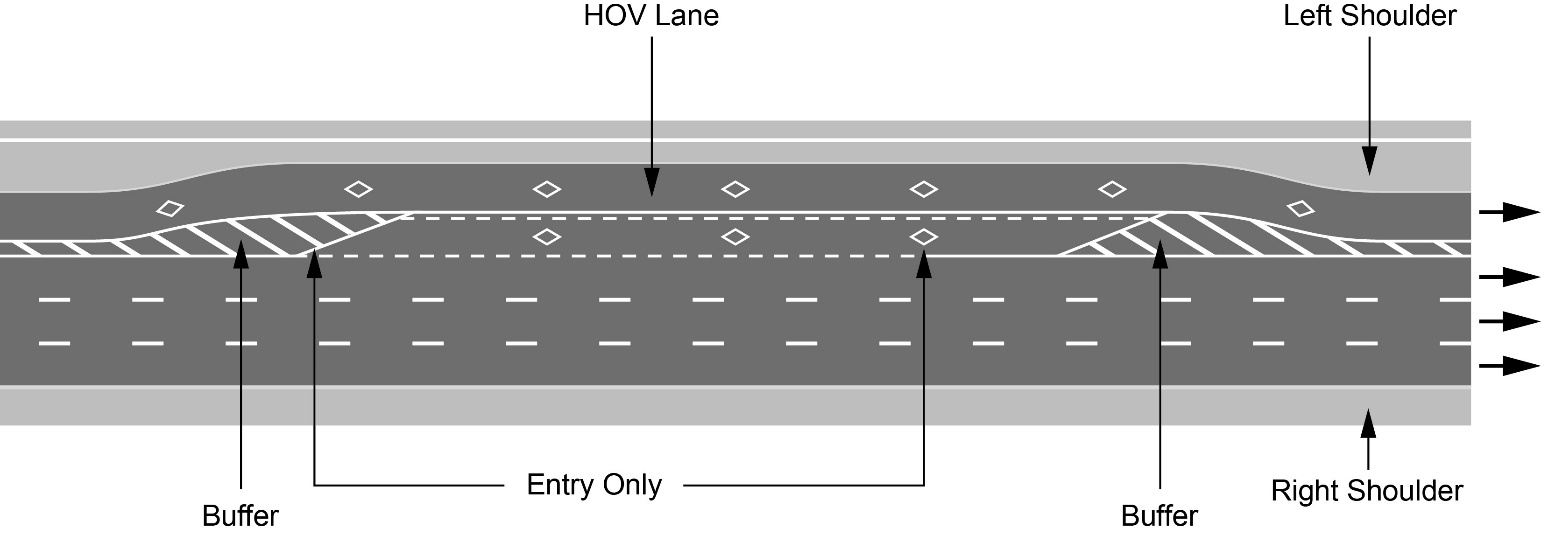 HOV Lane
Left Shoulder
Entry Only
Right Shoulder
Buffer
Buffer